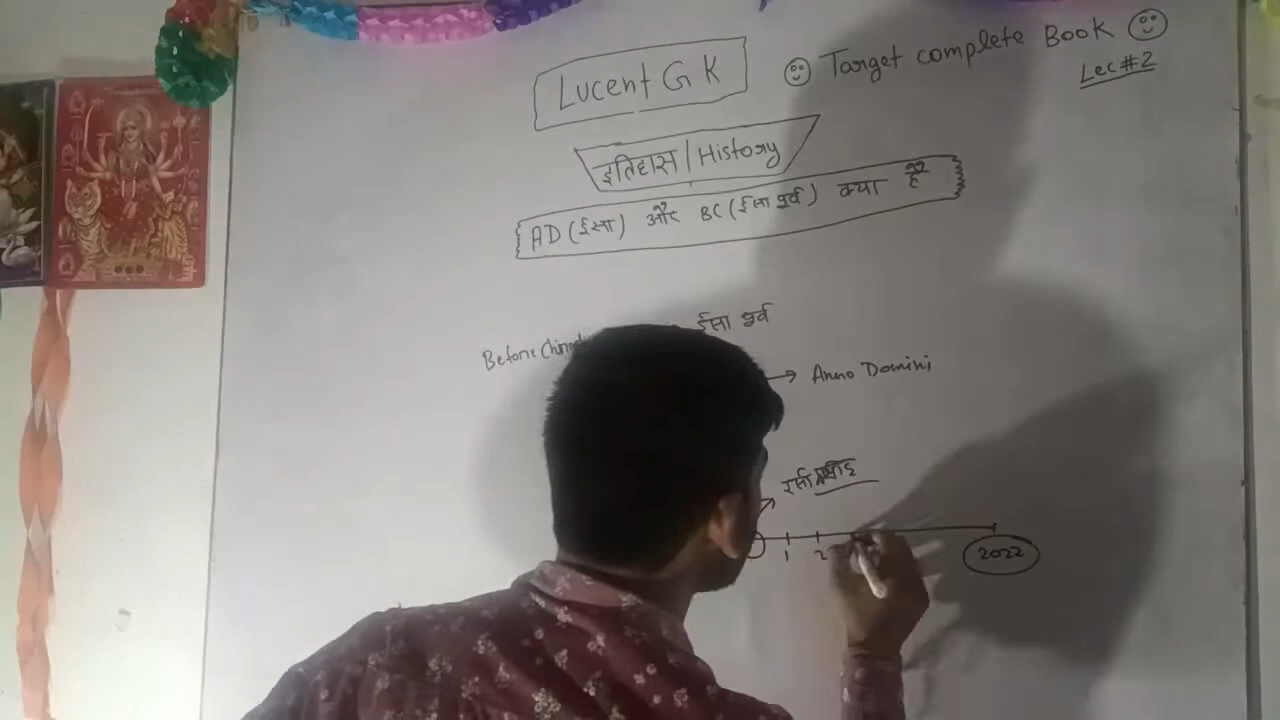 Lucent G K
Target complete Book
Lec#2
इतिहास / History
AD (ईसा) और BC (ईसा पूर्व) क्या है
ईसा पूर्व
Before
Anno Domini
1 2
2022